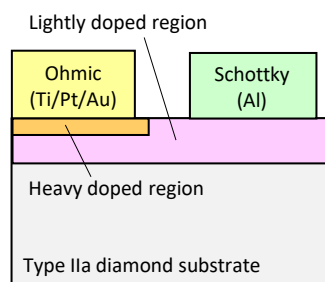 Lightly doped region
Ohmic
(Ti/Pt/Au)
Schottky
(Al)
Heavy doped region
Type IIa diamond substrate